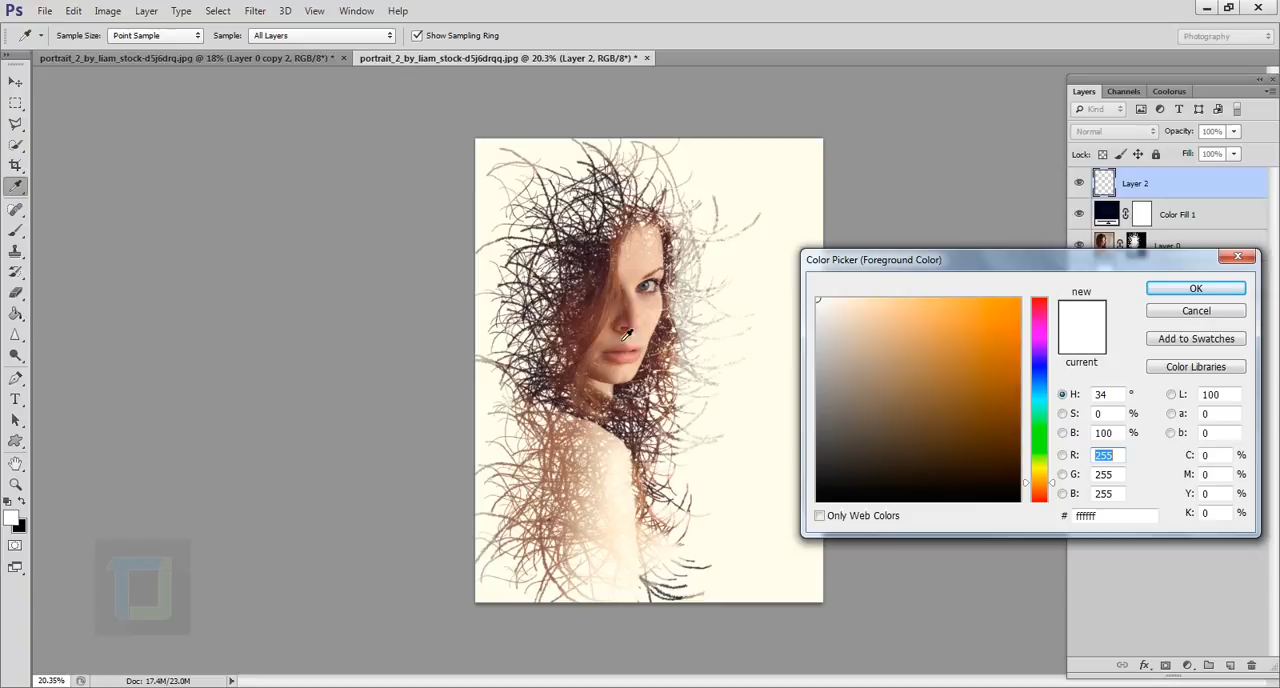 Ps File Edit Image Layer Type Select Filter 3D View Window Help
Sample Size: Point Sample Sample: All Layers Show Sampling Ring Photography
portrait_2_by_liam_stock-d5j6drq.jpg @ 18% (Layer 0 copy 2, RGB/8*) * × portrait_2_by_liam_stock-d5j6drqq.jpg @ 20.3% (Layer 2, RGB/8*) * ×
Layers Channels Coolorus
Kind
Normal Opacity: 100%
Lock: Fill: 100%
Layer 2
Color Fill 1
Layer 0
Color Picker (Foreground Color)
new
current
OK
Cancel
Add to Swatches
Color Libraries
H: 34 ° L: 100
S: 0 % a: 0
B: 100 % b: 0
R: 255 C: 0 %
G: 255 M: 0 %
B: 255 Y: 0 %
# ffffff K: 0 %
Only Web Colors
20.35% Doc: 17.4M/23.0M